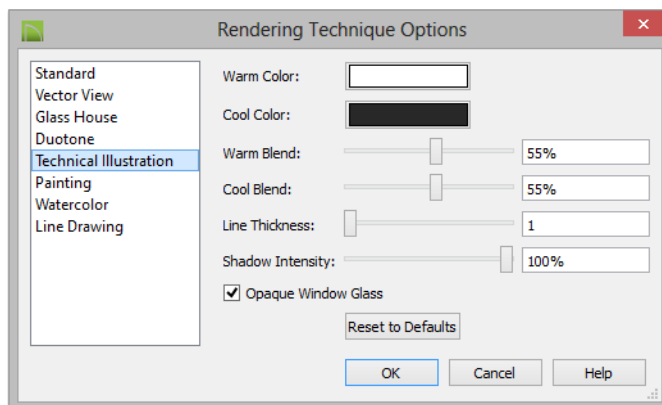 Rendering Technique Options
Standard
Vector View
Glass House
Duotone
Technical Illustration
Painting
Watercolor
Line Drawing
Warm Color:
Cool Color:
Warm Blend: 55%
Cool Blend: 55%
Line Thickness: 1
Shadow Intensity: 100%
Opaque Window Glass
Reset to Defaults
OK Cancel Help